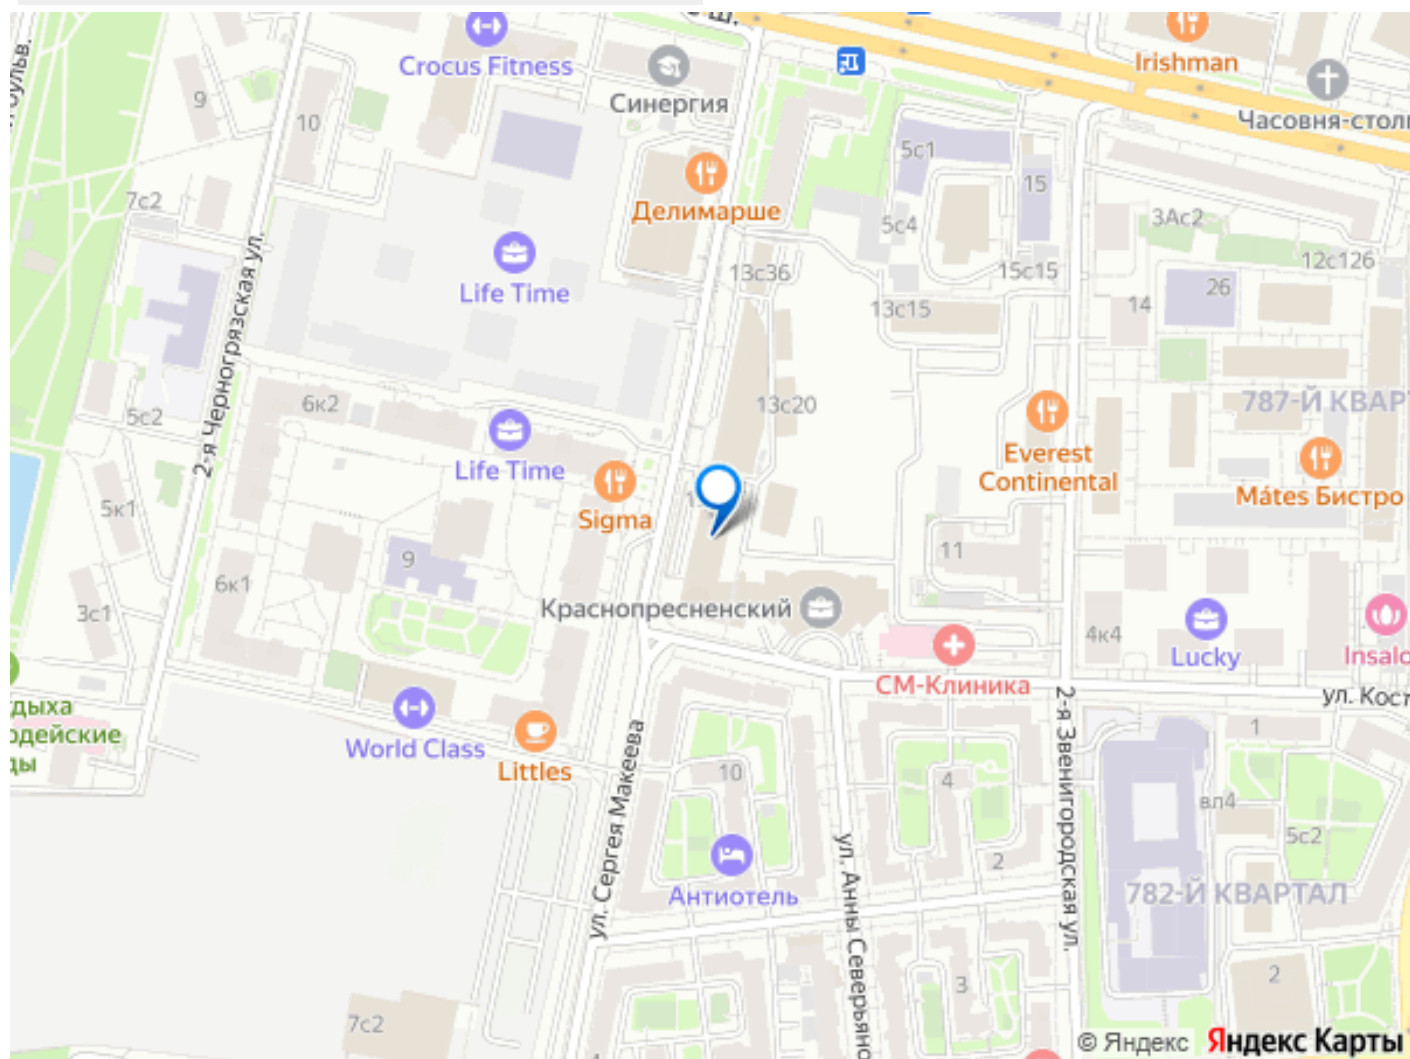 ш.
Crocus Fitness
Синергия
Irishman
Часовня-стол
9
10
5с1
15
7с2
Делимарше
5с4
3Ас2
13с36
15с15
12с126
26
Life Time
13с15
14
2-я Черногрязская ул.
6к2
5с2
13с20
787-Й КВАР
Life Time
Everest
Continental
Mátes Бистро
5к1
Sigma
9
11
6к1
3с1
Краснопресненский
4к4
Lucky
Insalo
СМ-Клиника
ул. Кост
World Class
Littles
ул. Сергея Макеева
10
4
2-я Звенигородская ул.
1
вл4
5с2
2
Антиотель
ул. Анны Северьяно
782-Й КВАРТАЛ
3
2
7с2
© Яндекс Яндекс Карты